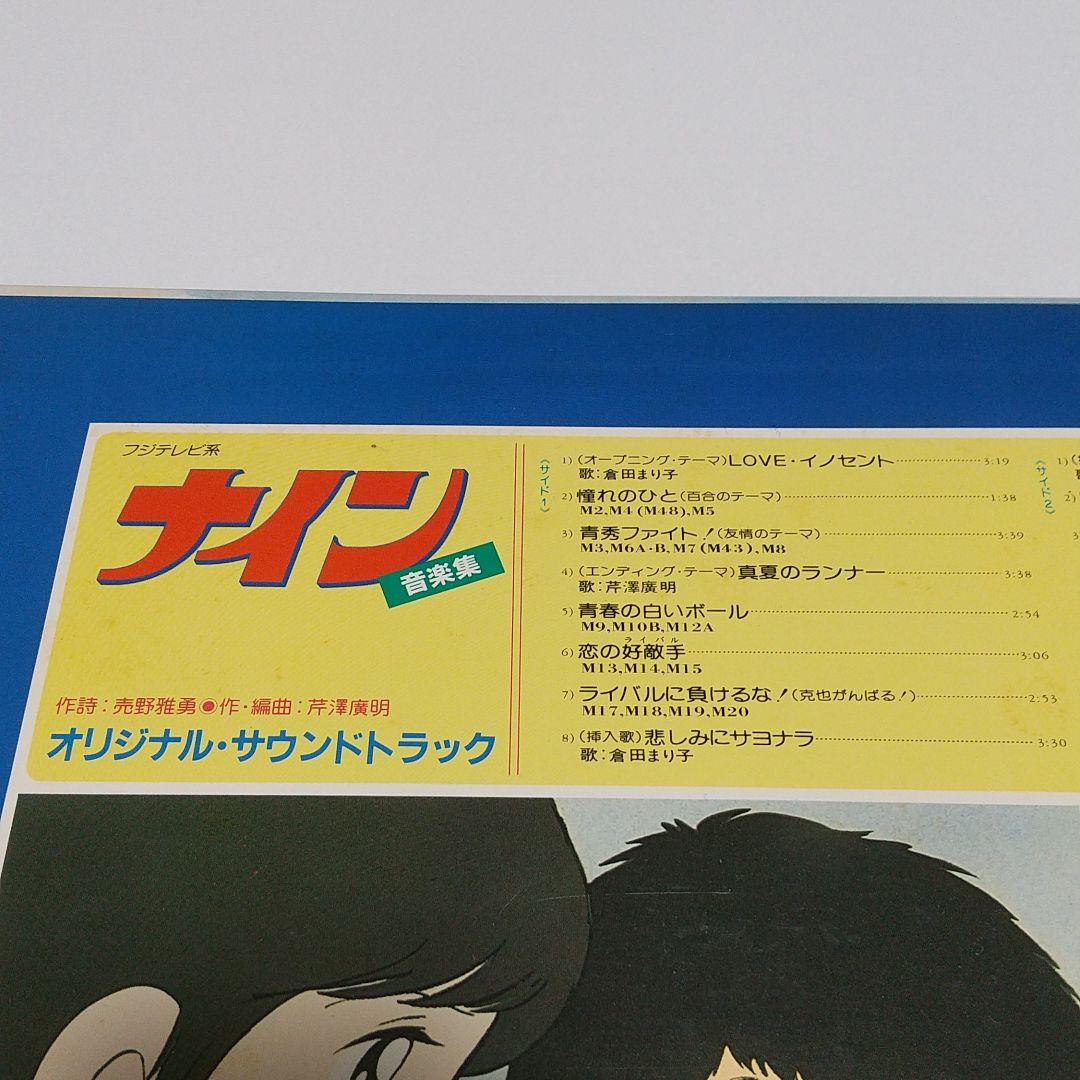 フジテレビ系
ナイン
音楽集
作詩：売野雅勇●作・編曲：芹澤廣明
オリジナル・サウンドトラック
〈サイド1〉
1)（オープニング・テーマ）LOVE・イノセント 3:19
歌：倉田まり子
2) 憧れのひと（百合のテーマ） 1:38
M2,M4(M48),M5
3) 青秀ファイト！（友情のテーマ） 3:39
M3,M6A・B,M7(M43),M8
4)（エンディング・テーマ）真夏のランナー 3:38
歌：芹澤廣明
5) 青春の白いボール 2:54
M9,M10B,M12A
ライバル
6) 恋の好敵手 3:06
M13,M14,M15
7) ライバルに負けるな！（克也がんばる！） 2:53
M17,M18,M19,M20
8)（挿入歌）悲しみにサヨナラ 3:30
歌：倉田まり子
〈サイド2〉
1)
2)